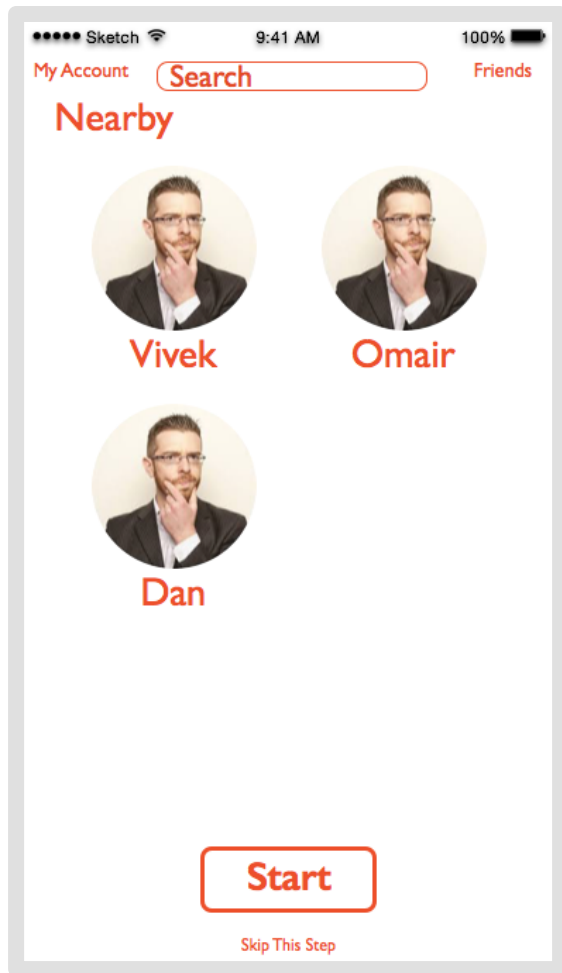 ●●●●● Sketch 9:41 AM 100%
My Account Search Friends
Nearby
Vivek Omair
Dan
Start
Skip This Step